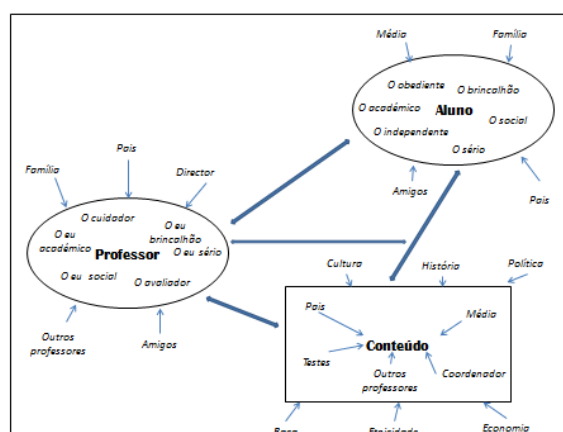 Média
Família
O obediente
O brincalhão
O académico
Aluno
O social
O independente
O sério
Amigos
Pais
Pais
Família
Director
O cuidador
O eu
académico
O eu
brincalhão
Professor
O eu sério
O eu social
O avaliador
Outros
professores
Amigos
Cultura
História
Política
Pais
Média
Conteúdo
Testes
Outros
professores
Coordenador
Raça
Etnicidade
Economia